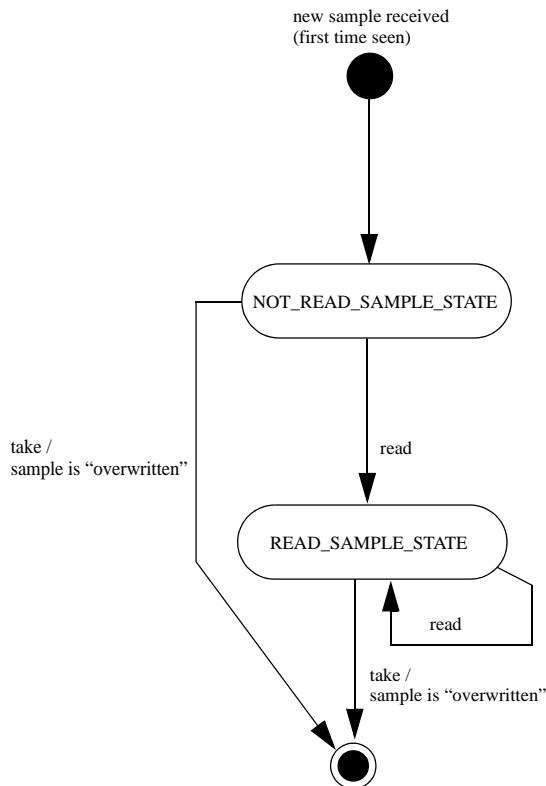 new sample received
(first time seen)
NOT_READ_SAMPLE_STATE
take /
sample is “overwritten”
read
READ_SAMPLE_STATE
read
take /
sample is “overwritten”